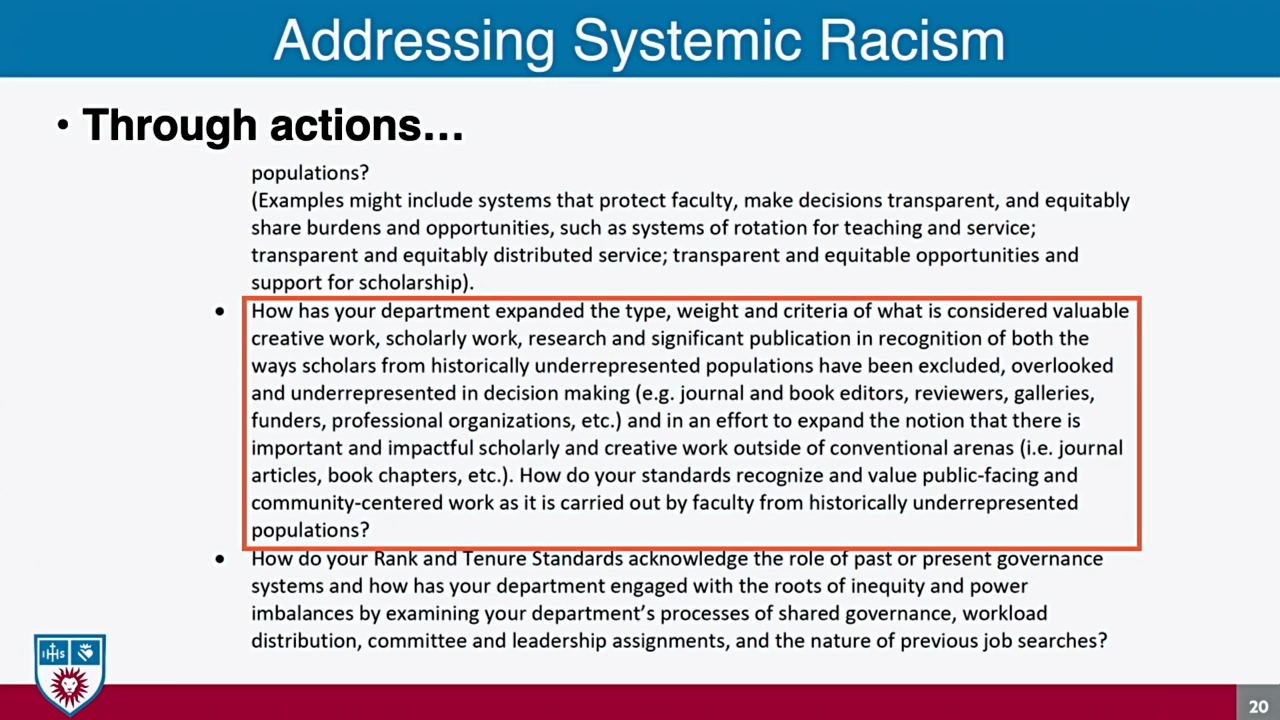 Addressing Systemic Racism
• Through actions…
populations?
(Examples might include systems that protect faculty, make decisions transparent, and equitably
share burdens and opportunities, such as systems of rotation for teaching and service;
transparent and equitably distributed service; transparent and equitable opportunities and
support for scholarship).
• How has your department expanded the type, weight and criteria of what is considered valuable
creative work, scholarly work, research and significant publication in recognition of both the
ways scholars from historically underrepresented populations have been excluded, overlooked
and underrepresented in decision making (e.g. journal and book editors, reviewers, galleries,
funders, professional organizations, etc.) and in an effort to expand the notion that there is
important and impactful scholarly and creative work outside of conventional arenas (i.e. journal
articles, book chapters, etc.). How do your standards recognize and value public-facing and
community-centered work as it is carried out by faculty from historically underrepresented
populations?
• How do your Rank and Tenure Standards acknowledge the role of past or present governance
systems and how has your department engaged with the roots of inequity and power
imbalances by examining your department's processes of shared governance, workload
distribution, committee and leadership assignments, and the nature of previous job searches?
IHS
20